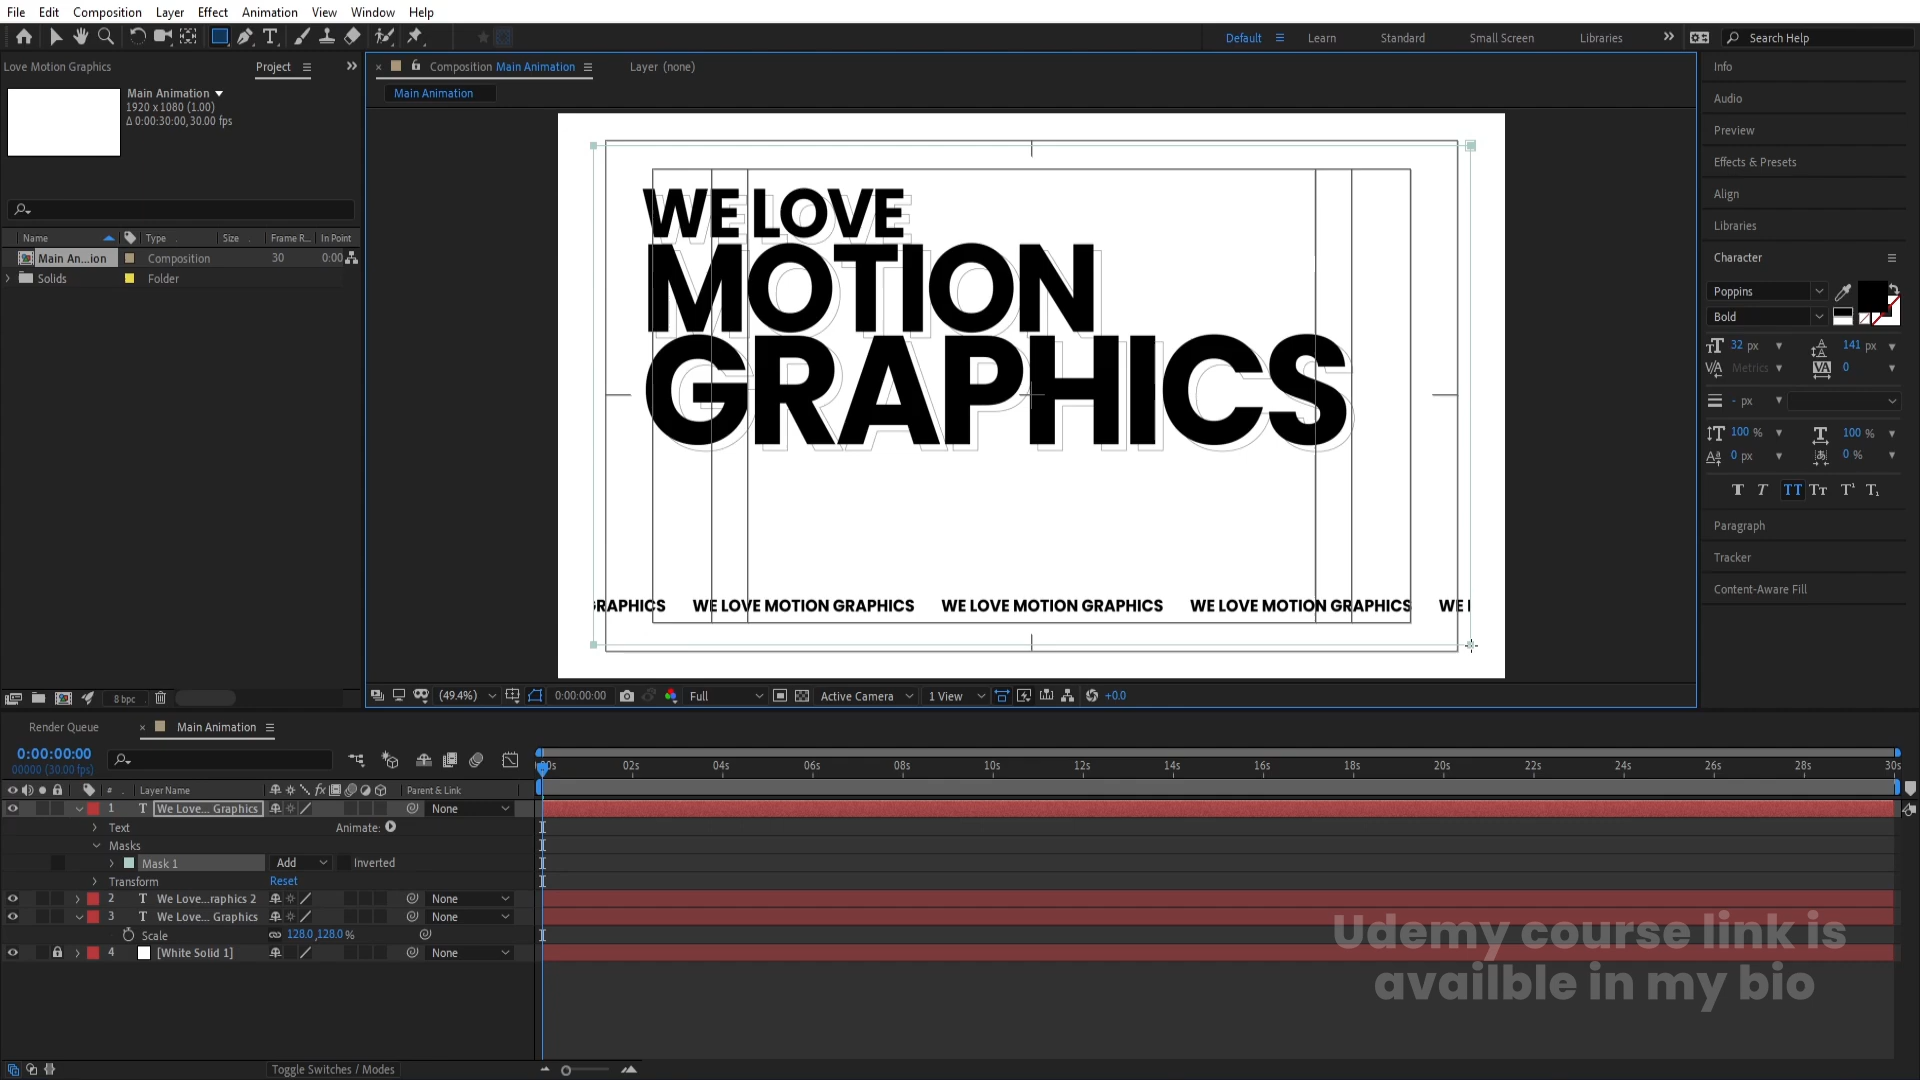 File Edit Composition Layer Effect Animation View Window Help
Default Learn Standard Small Screen Libraries Search Help
Love Motion Graphics Project
Composition Main Animation Layer (none)
Main Animation
Main Animation
1920 x 1080 (1.00)
Δ 0:00:30:00, 30.00 fps
Name Type Size Frame R... In Point
Main An...ion Composition 30 0:00
Solids Folder
8 bpc
WE LOVE
MOTION
GRAPHICS
GRAPHICS WE LOVE MOTION GRAPHICS WE LOVE MOTION GRAPHICS WE LOVE MOTION GRAPHICS WE
(49.4%) 0:00:00:00 Full Active Camera 1 View +0.0
Info
Audio
Preview
Effects & Presets
Align
Libraries
Character
Poppins
Bold
32 px 141 px
Metrics 0
- px
100 % 100 %
0 px 0 %
T T TT Tт T¹ T₁
Paragraph
Tracker
Content-Aware Fill
Render Queue Main Animation
0:00:00:00
00000 (30.00 fps)
00s 02s 04s 06s 08s 10s 12s 14s 16s 18s 20s 22s 24s 26s 28s 30s
# Layer Name fx Parent & Link
1 T We Love... Graphics None
Text Animate:
Masks
Mask 1 Add Inverted
Transform Reset
2 T We Love...raphics 2 None
3 T We Love... Graphics None
Scale 128.0,128.0 %
4 [White Solid 1] None
Udemy course link is
availble in my bio
Toggle Switches / Modes